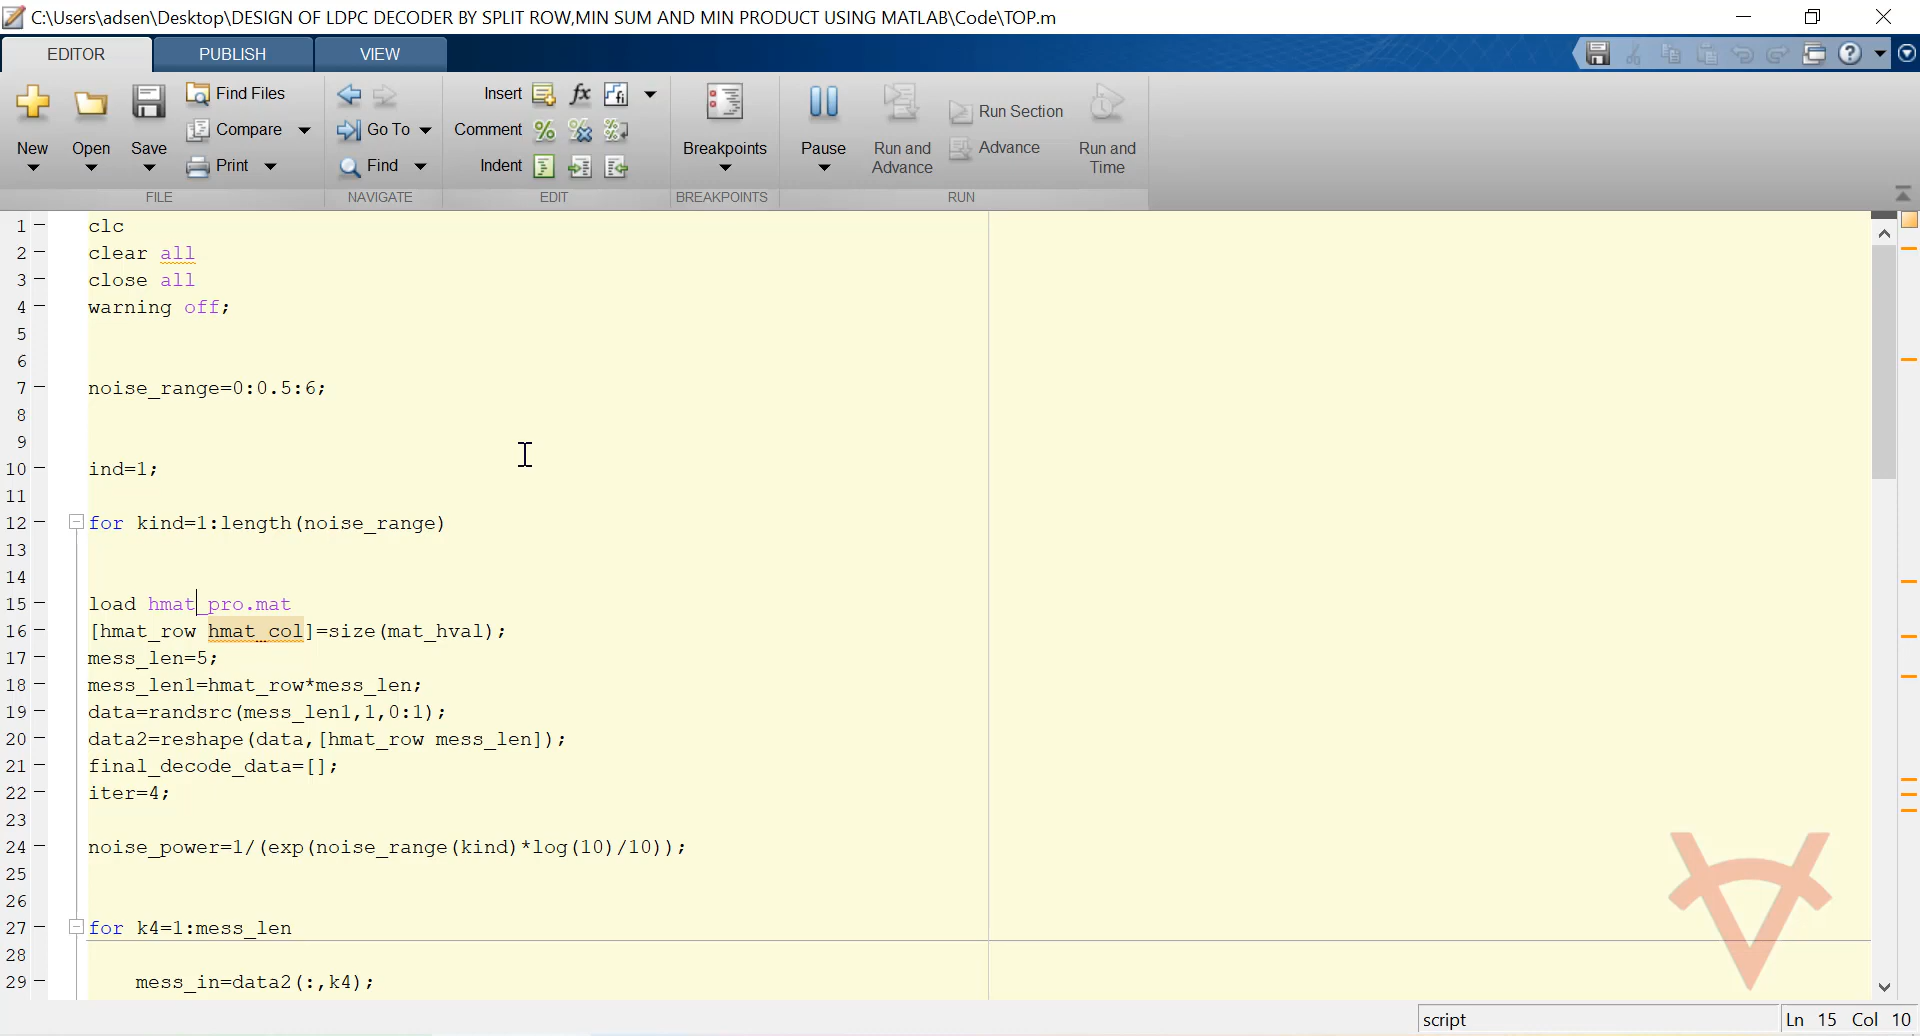 C:\Users\adsen\Desktop\DESIGN OF LDPC DECODER BY SPLIT ROW,MIN SUM AND MIN PRODUCT USING MATLAB\Code\TOP.m
EDITOR PUBLISH VIEW
New
Open
Save
Find Files
Compare
Print
FILE
Go To
Find
NAVIGATE
Insert
Comment
Indent
EDIT
Breakpoints
BREAKPOINTS
Pause
Run and
Advance
Run Section
Advance
Run and
Time
RUN
1 clc
2 clear all
3 close all
4 warning off;
5
6
7 noise_range=0:0.5:6;
8
9
10 ind=1;
11
12 for kind=1:length(noise_range)
13
14
15 load hmat_pro.mat
16 [hmat_row hmat_col]=size(mat_hval);
17 mess_len=5;
18 mess_len1=hmat_row*mess_len;
19 data=randsrc(mess_len1,1,0:1);
20 data2=reshape(data,[hmat_row mess_len]);
21 final_decode_data=[];
22 iter=4;
23
24 noise_power=1/(exp(noise_range(kind)*log(10)/10));
25
26
27 for k4=1:mess_len
28
29 mess_in=data2(:,k4);
script Ln 15 Col 10